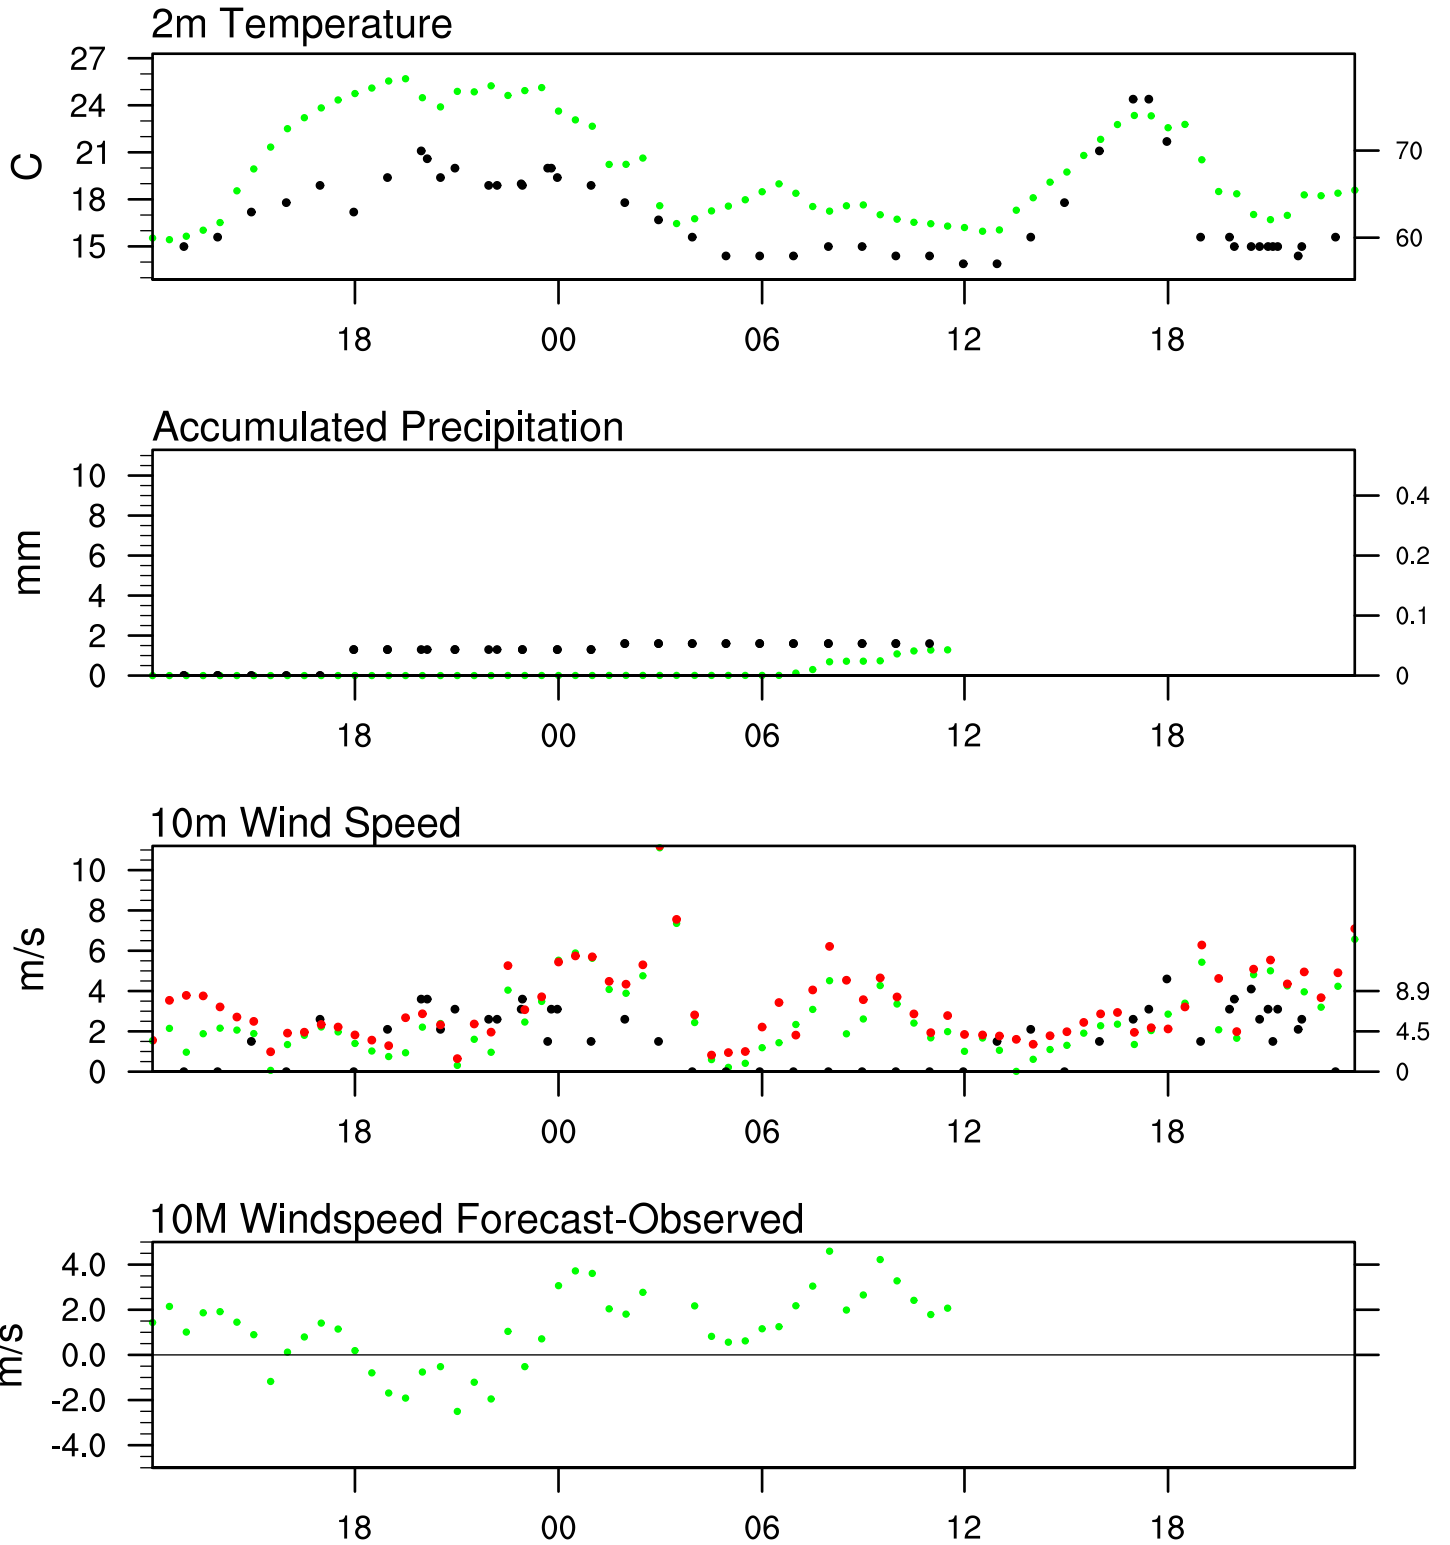 2m Temperature
27
24
21
18
15
C
70
60
18 00 06 12 18
Accumulated Precipitation
10
8
6
4
2
0
mm
0.4
0.2
0.1
0
18 00 06 12 18
10m Wind Speed
10
8
6
4
2
0
m/s
8.9
4.5
0
18 00 06 12 18
10M Windspeed Forecast-Observed
4.0
2.0
0.0
-2.0
-4.0
m/s
18 00 06 12 18